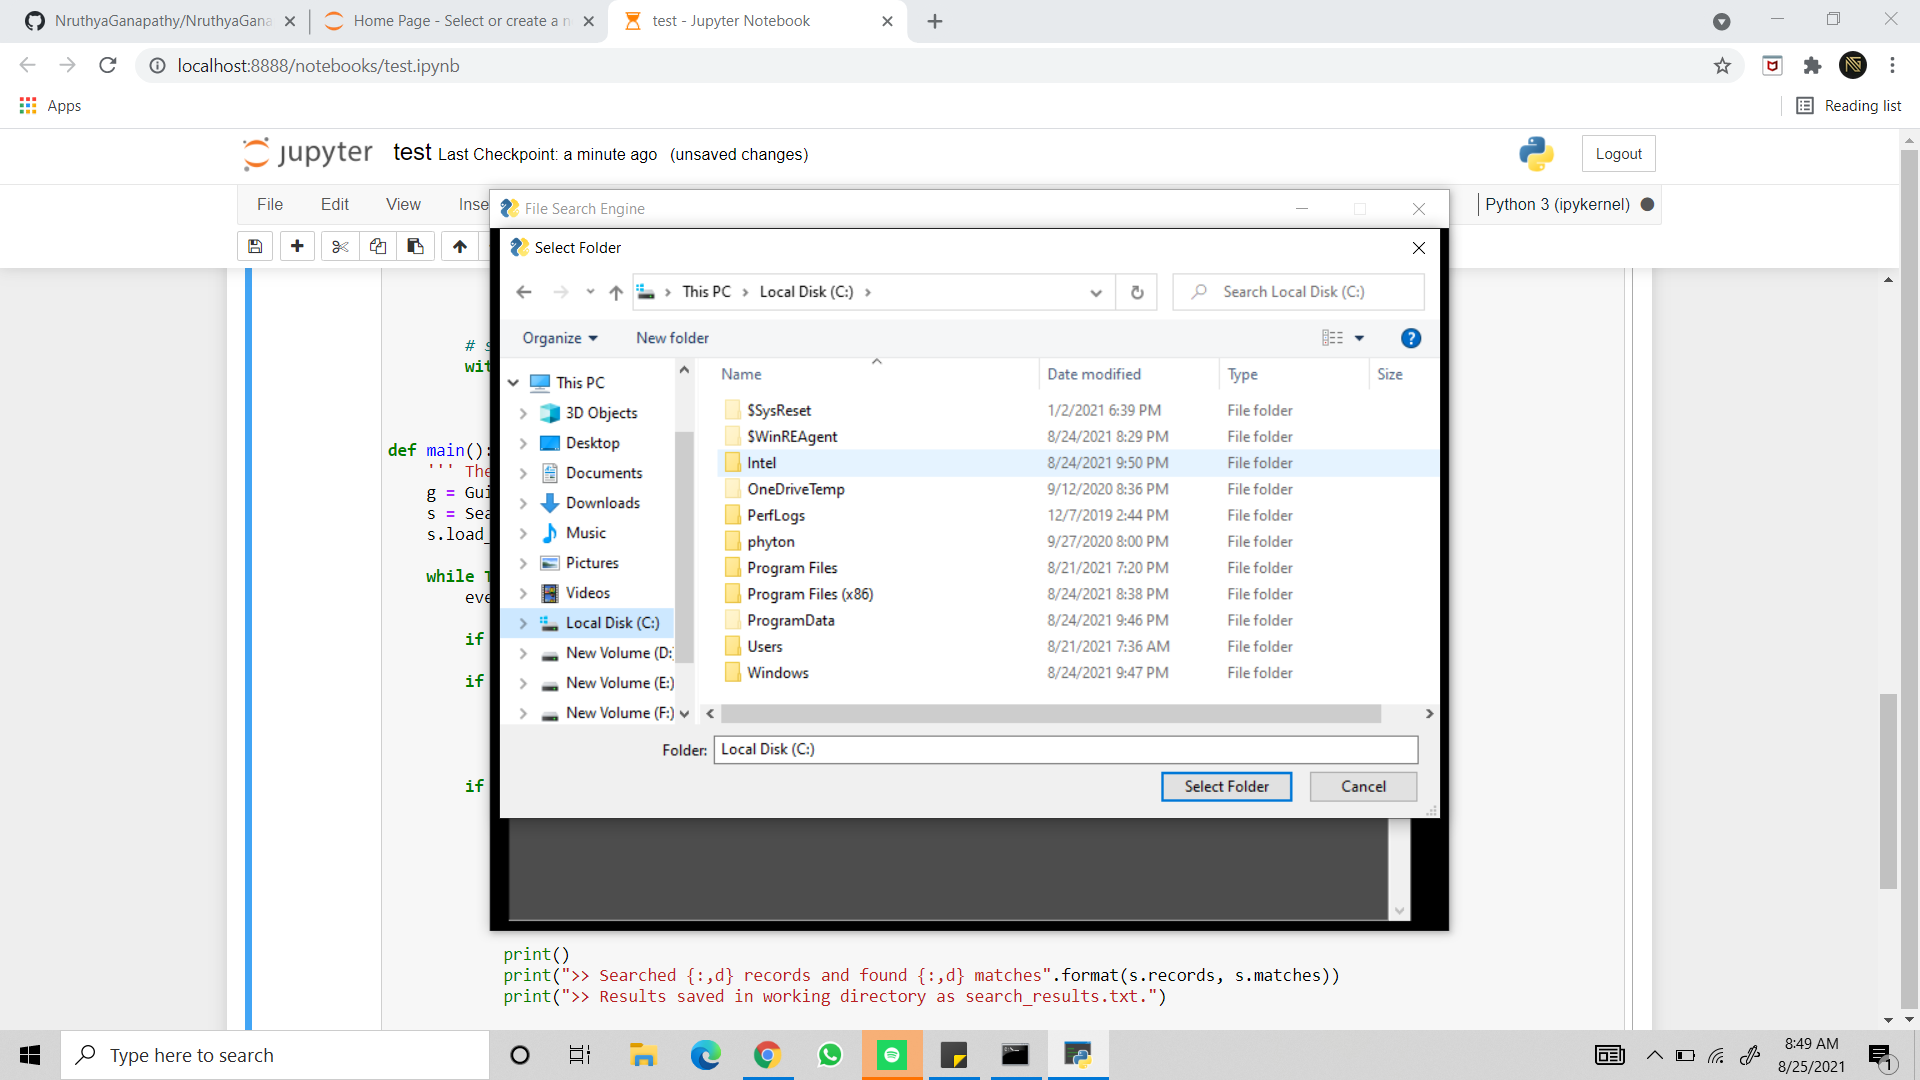 NruthyaGanapathy/NruthyaGana
Home Page - Select or create a n
test - Jupyter Notebook
localhost:8888/notebooks/test.ipynb
Apps
Reading list
jupyter test Last Checkpoint: a minute ago (unsaved changes)
Logout
File Edit View Inse
Python 3 (ipykernel)
File Search Engine
Select Folder
This PC > Local Disk (C:) >
Search Local Disk (C:)
Organize New folder
?
This PC
3D Objects
Desktop
Documents
Downloads
Music
Pictures
Videos
Local Disk (C:)
New Volume (D:
New Volume (E:)
New Volume (F:)
Name Date modified Type Size
$SysReset 1/2/2021 6:39 PM File folder
$WinREAgent 8/24/2021 8:29 PM File folder
Intel 8/24/2021 9:50 PM File folder
OneDriveTemp 9/12/2020 8:36 PM File folder
PerfLogs 12/7/2019 2:44 PM File folder
phyton 9/27/2020 8:00 PM File folder
Program Files 8/21/2021 7:20 PM File folder
Program Files (x86) 8/24/2021 8:38 PM File folder
ProgramData 8/24/2021 9:46 PM File folder
Users 8/21/2021 7:36 AM File folder
Windows 8/24/2021 9:47 PM File folder
Folder: Local Disk (C:)
Select Folder Cancel
# s
wit
def main():
''' The
g = Gui
s = Sea
s.load_
while T
eve
if
if
if
print()
print(">> Searched {:,d} records and found {:,d} matches".format(s.records, s.matches))
print(">> Results saved in working directory as search_results.txt.")
Type here to search
8:49 AM
8/25/2021
1